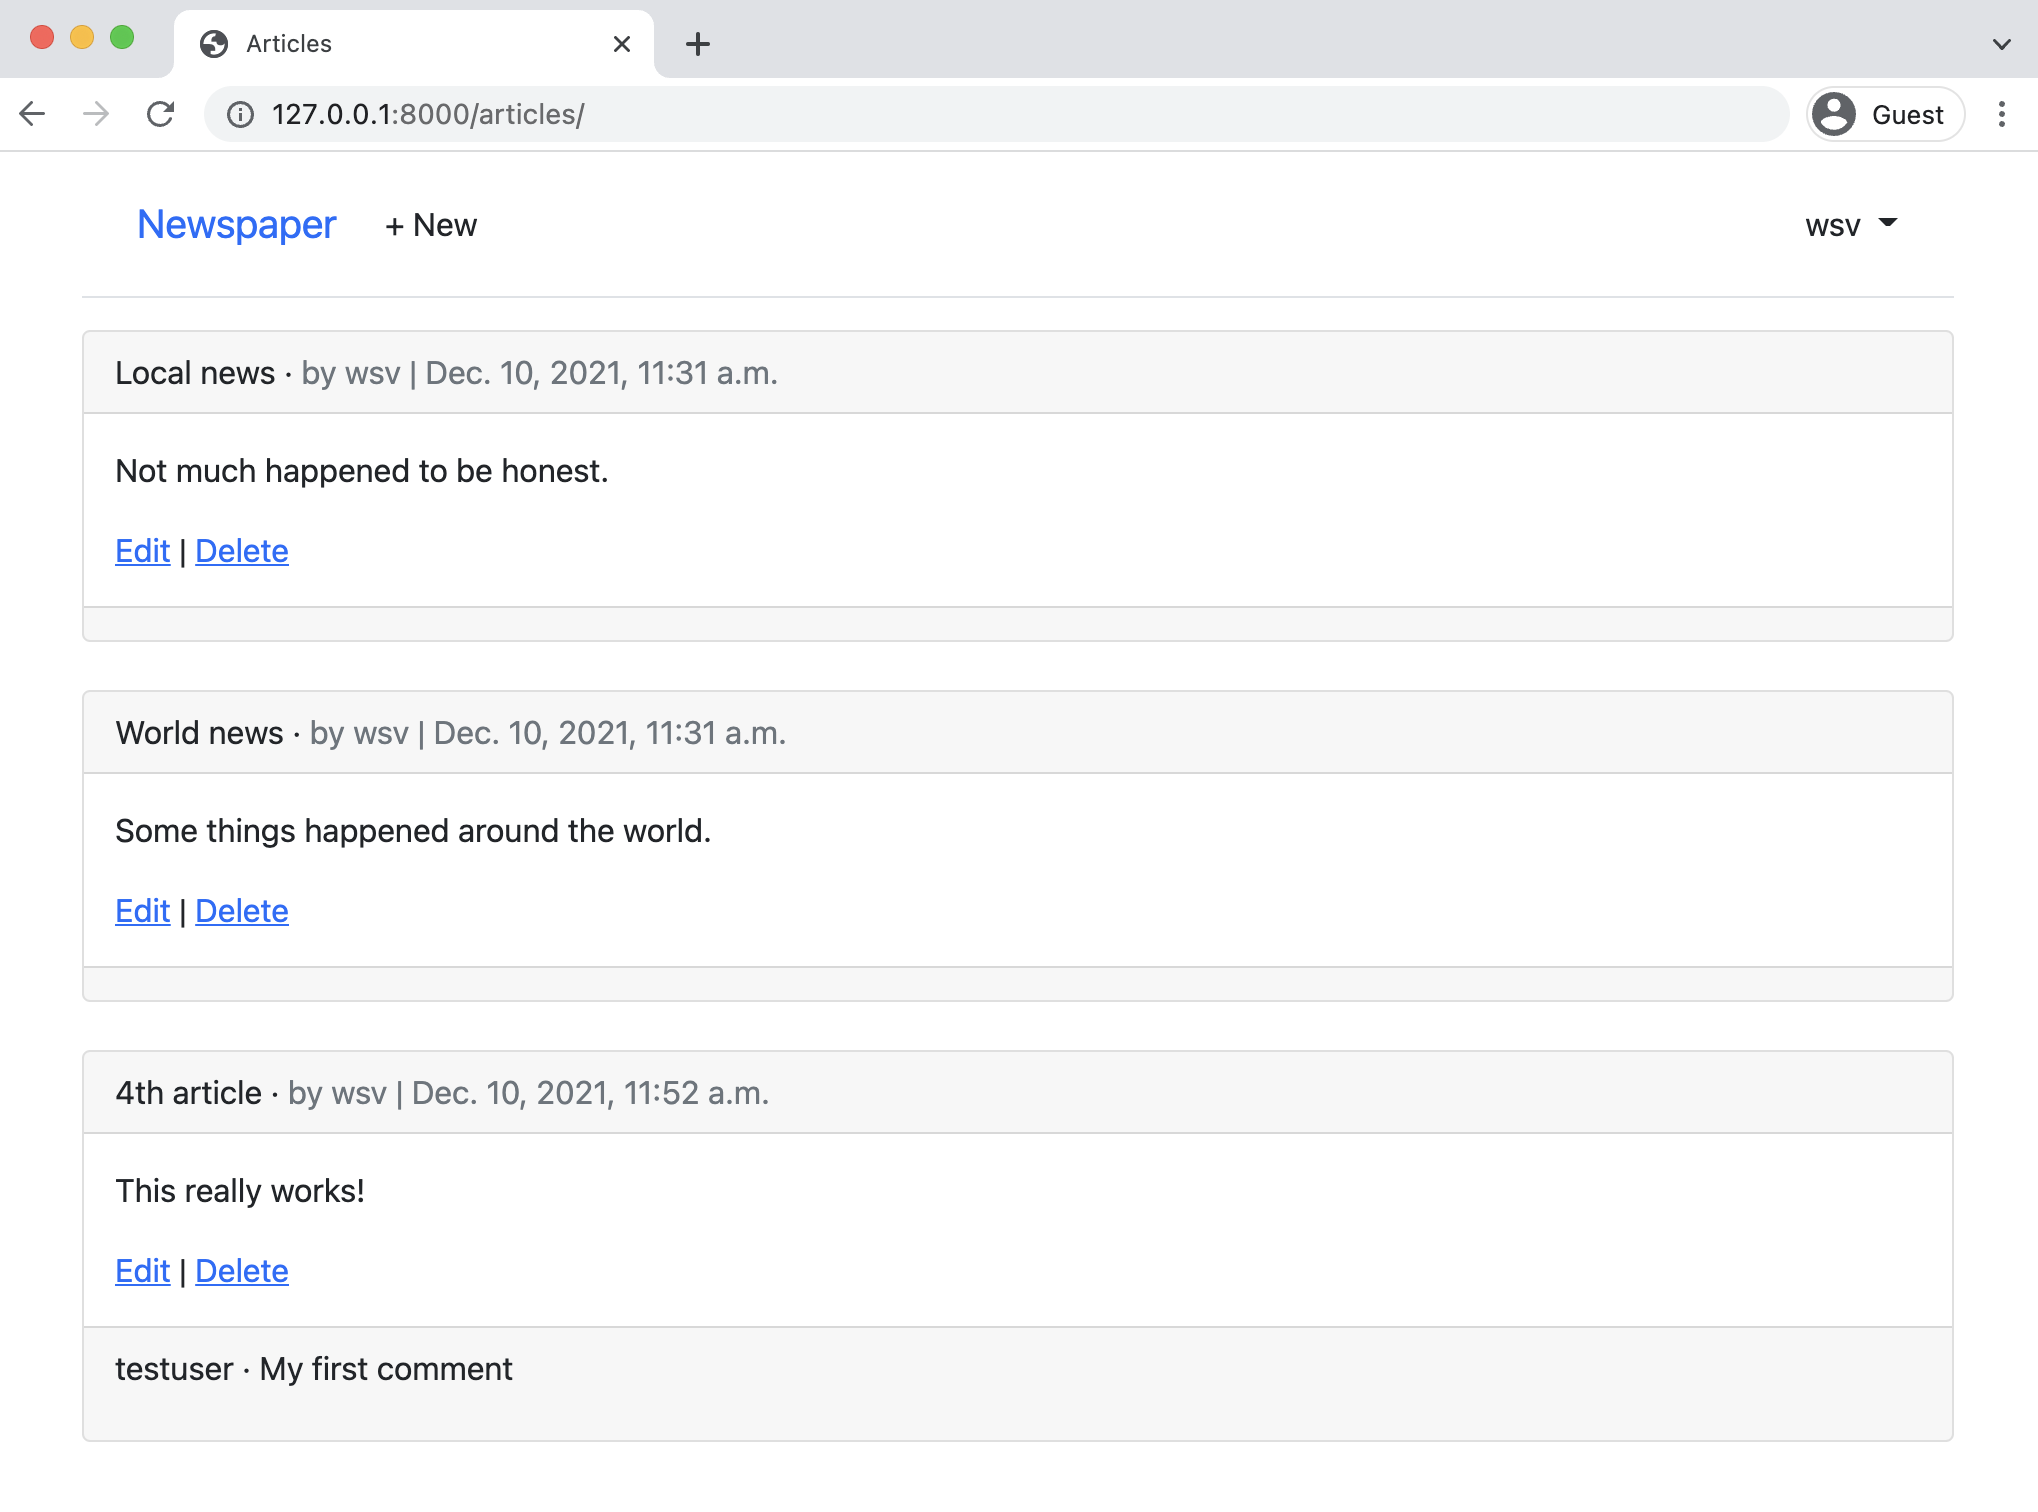 Articles
127.0.0.1:8000/articles/
Guest
Newspaper + New wsv
Local news · by wsv | Dec. 10, 2021, 11:31 a.m.
Not much happened to be honest.
Edit | Delete
World news · by wsv | Dec. 10, 2021, 11:31 a.m.
Some things happened around the world.
Edit | Delete
4th article · by wsv | Dec. 10, 2021, 11:52 a.m.
This really works!
Edit | Delete
testuser · My first comment